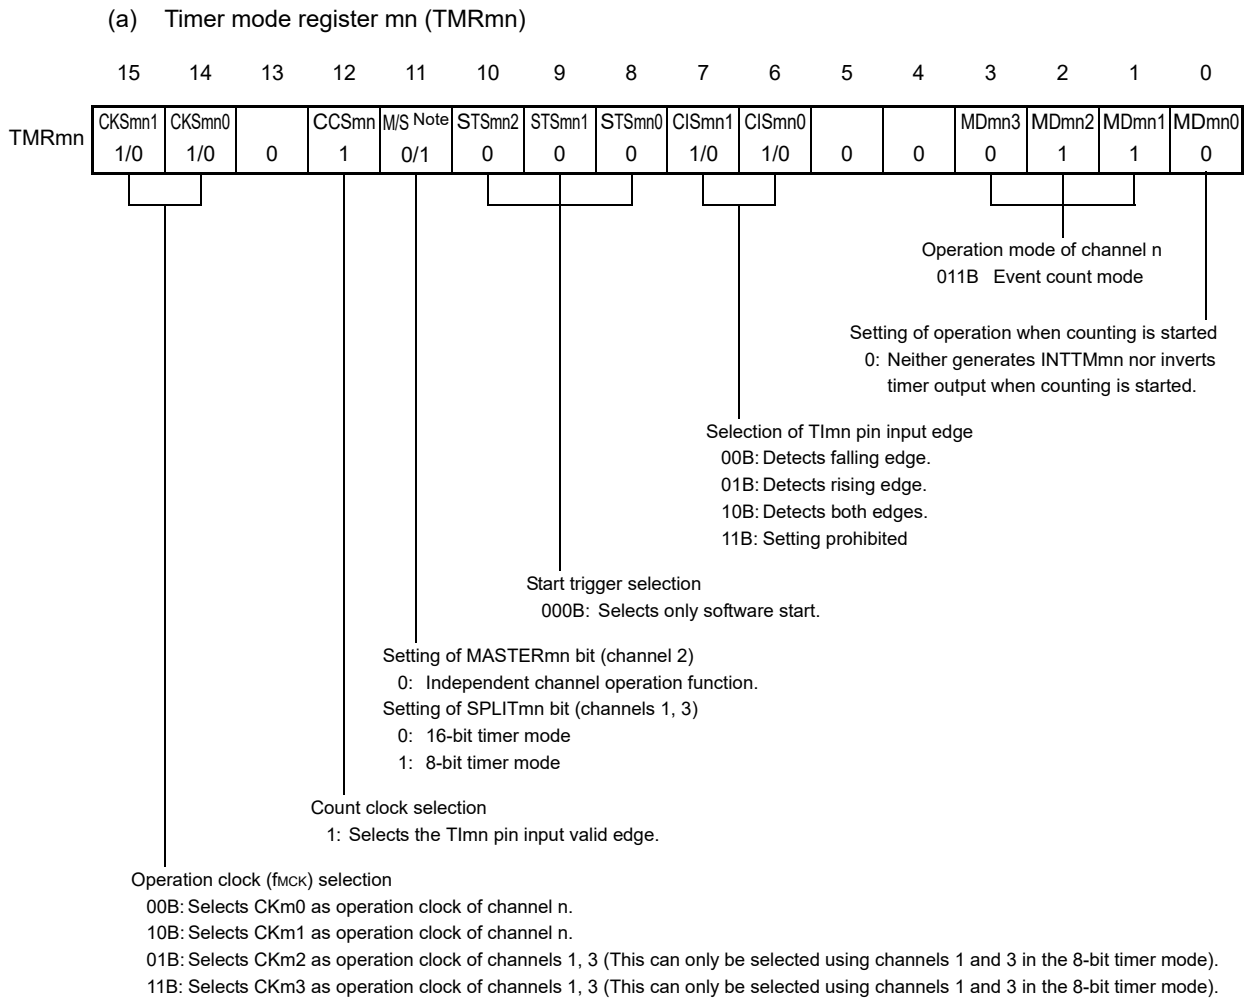 (a) Timer mode register mn (TMRmn)
15 14 13 12 11 10 9 8 7 6 5 4 3 2 1 0
TMRmn
CKSmn1 CKSmn0 CCSmn M/S Note STSmn2 STSmn1 STSmn0 CISmn1 CISmn0 MDmn3 MDmn2 MDmn1 MDmn0
1/0 1/0 0 1 0/1 0 0 0 1/0 1/0 0 0 0 1 1 0
Operation mode of channel n
011B Event count mode
Setting of operation when counting is started
0: Neither generates INTTMmn nor inverts
timer output when counting is started.
Selection of TImn pin input edge
00B: Detects falling edge.
01B: Detects rising edge.
10B: Detects both edges.
11B: Setting prohibited
Start trigger selection
000B: Selects only software start.
Setting of MASTERmn bit (channel 2)
0: Independent channel operation function.
Setting of SPLITmn bit (channels 1, 3)
0: 16-bit timer mode
1: 8-bit timer mode
Count clock selection
1: Selects the TImn pin input valid edge.
Operation clock (fMCK) selection
00B: Selects CKm0 as operation clock of channel n.
10B: Selects CKm1 as operation clock of channel n.
01B: Selects CKm2 as operation clock of channels 1, 3 (This can only be selected using channels 1 and 3 in the 8-bit timer mode).
11B: Selects CKm3 as operation clock of channels 1, 3 (This can only be selected using channels 1 and 3 in the 8-bit timer mode).